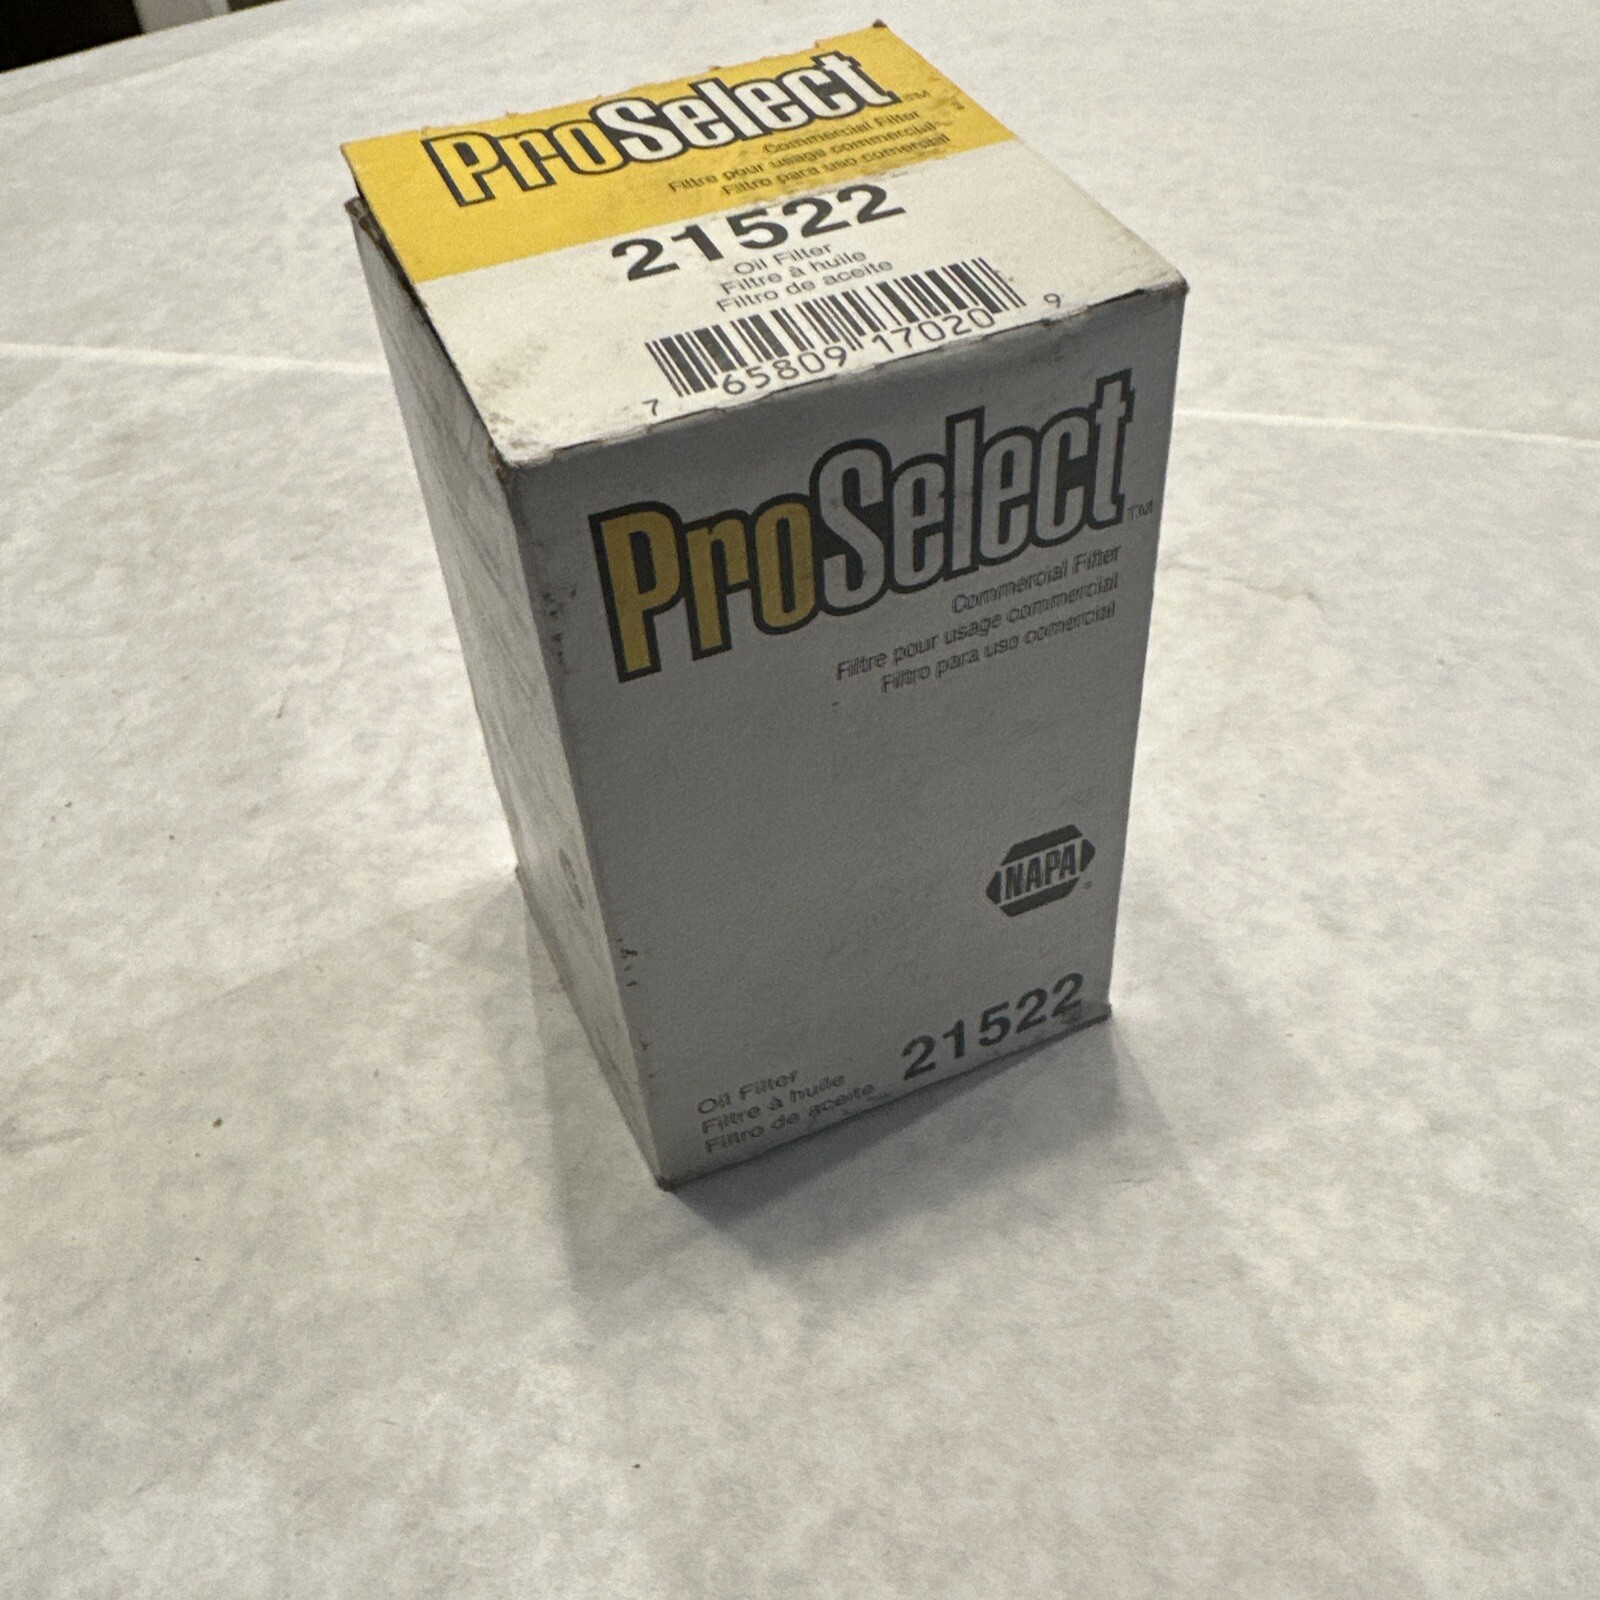 ProSelect™
Commercial Filter
Filtre pour usage commercial
Filtro para uso comercial
21522
Oil Filter
Filtre à huile
Filtro de aceite
7 65809 17020 9
ProSelect™
Commercial Filter
Filtre pour usage commercial
Filtro para uso comercial
NAPA®
21522
Oil Filter
Filtre à huile
Filtro de aceite